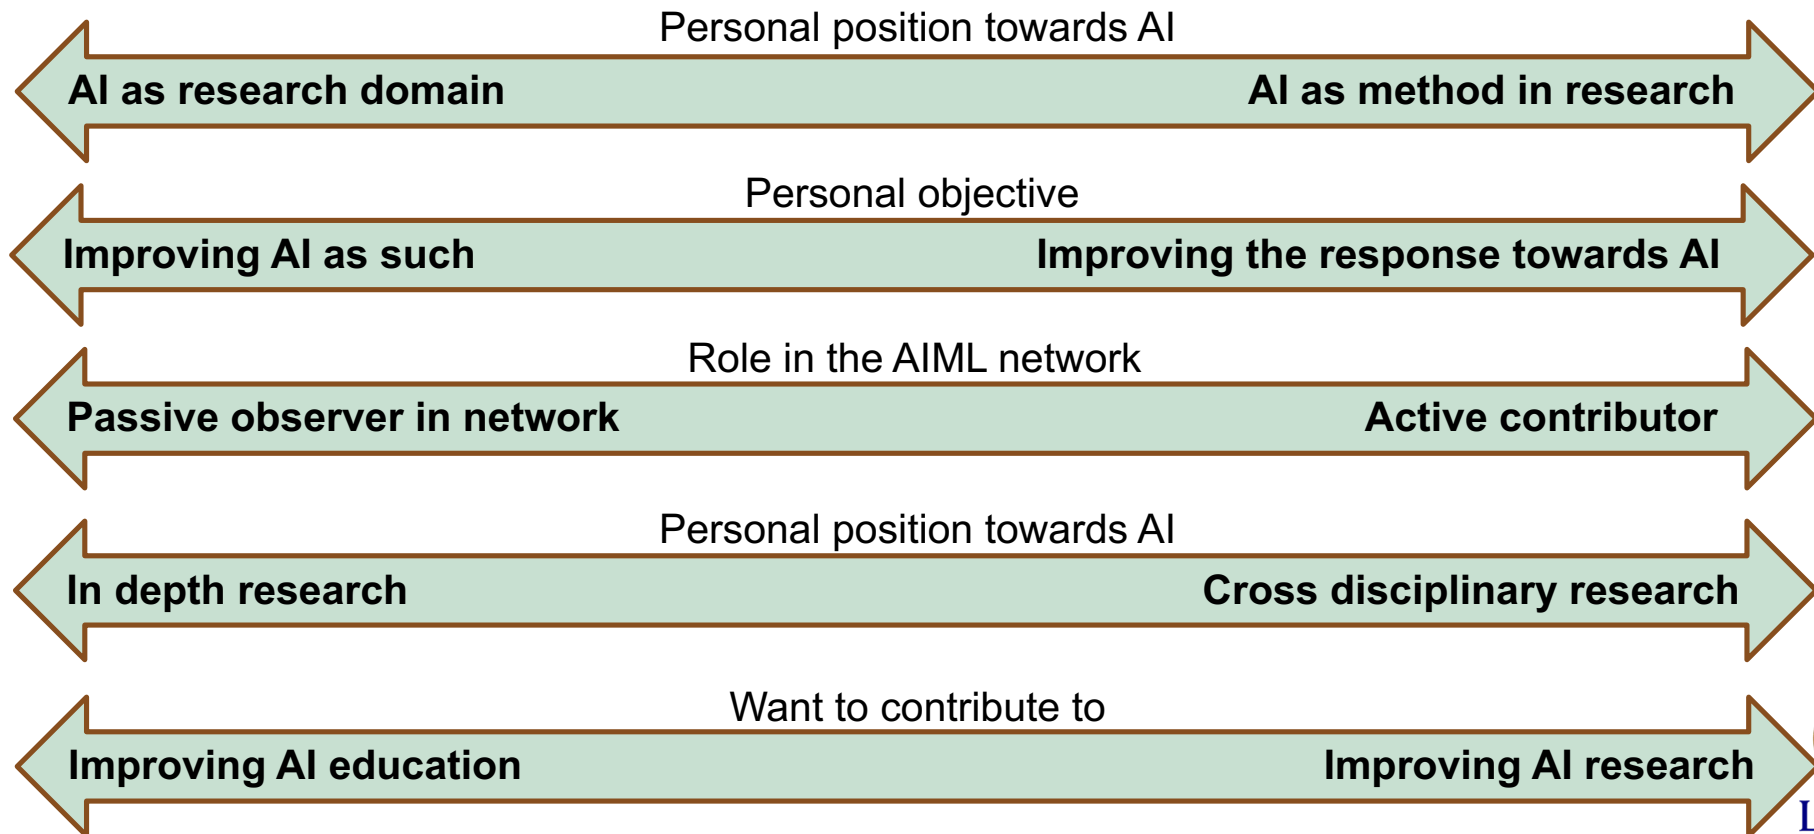 Personal position towards AI
AI as research domain AI as method in research
Personal objective
Improving AI as such Improving the response towards AI
Role in the AIML network
Passive observer in network Active contributor
Personal position towards AI
In depth research Cross disciplinary research
Want to contribute to
Improving AI education Improving AI research